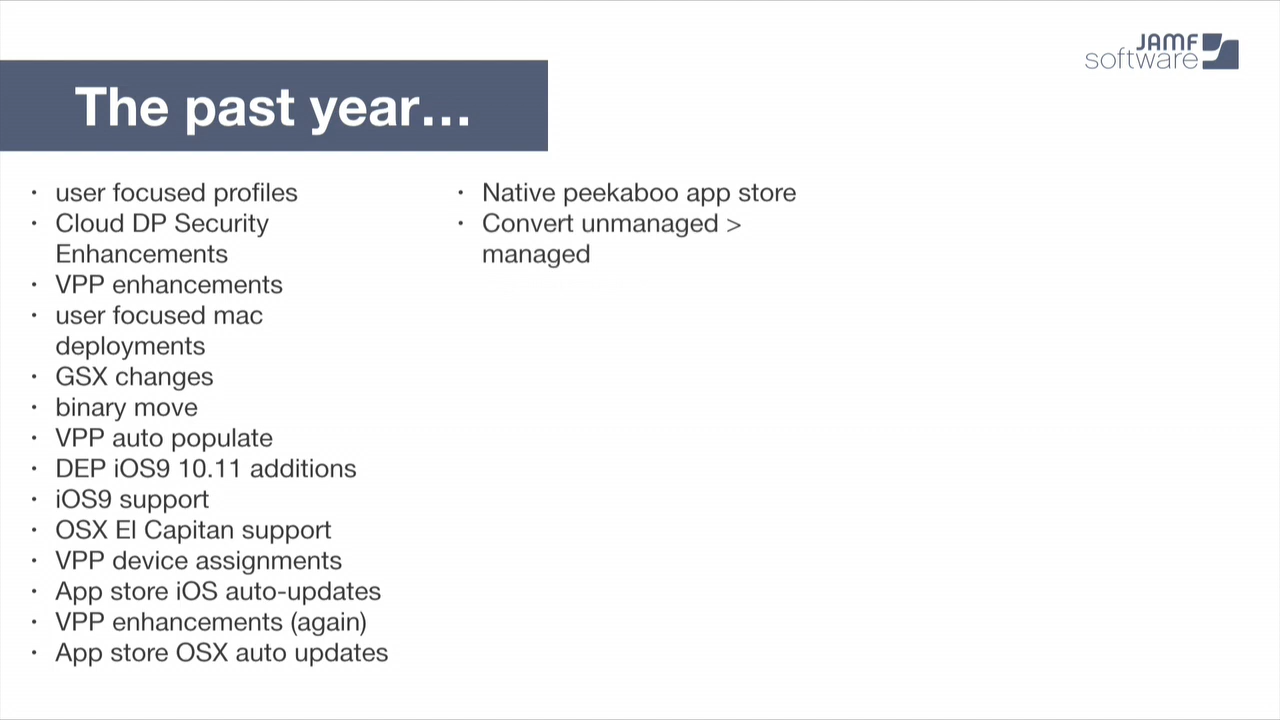 JAMF
software
The past year...
· user focused profiles
· Cloud DP Security
Enhancements
· VPP enhancements
· user focused mac
deployments
· GSX changes
· binary move
· VPP auto populate
· DEP iOS9 10.11 additions
· iOS9 support
· OSX El Capitan support
· VPP device assignments
· App store iOS auto-updates
· VPP enhancements (again)
· App store OSX auto updates
· Native peekaboo app store
· Convert unmanaged >
managed